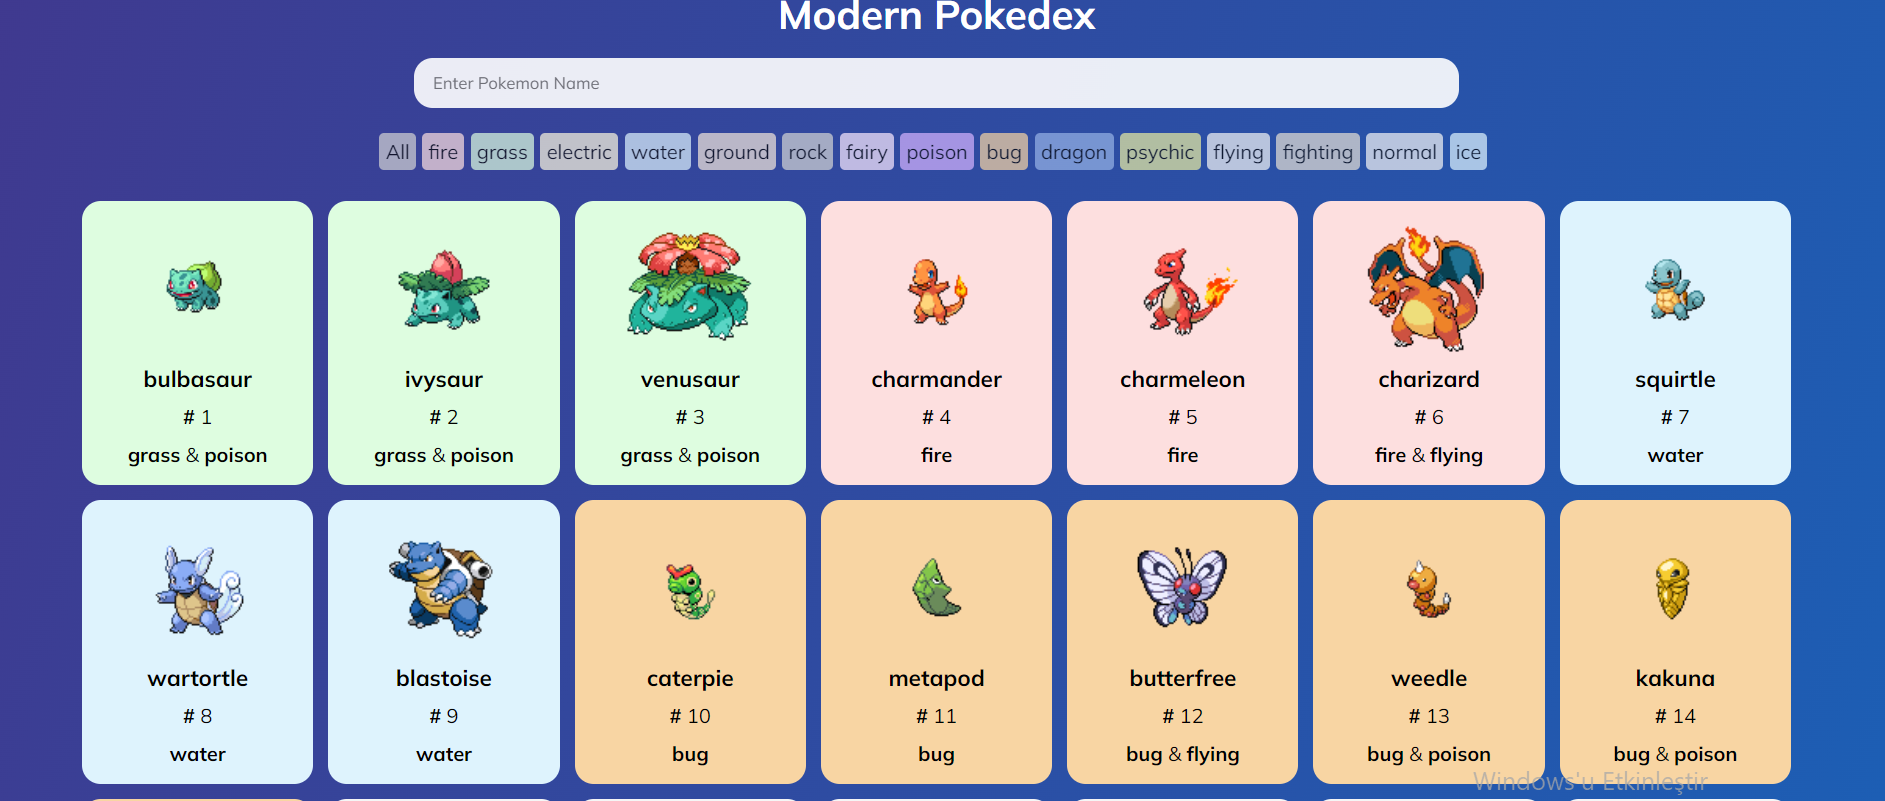 Modern Pokedex
Enter Pokemon Name
All fire grass electric water ground rock fairy poison bug dragon psychic flying fighting normal ice
bulbasaur ivysaur venusaur charmander charmeleon charizard squirtle
# 1 # 2 # 3 # 4 # 5 # 6 # 7
grass & poison grass & poison grass & poison fire fire fire & flying water
wartortle blastoise caterpie metapod butterfree weedle kakuna
# 8 # 9 # 10 # 11 # 12 # 13 # 14
water water bug bug bug & flying bug & poison bug & poison
Windows'u Etkinleştir